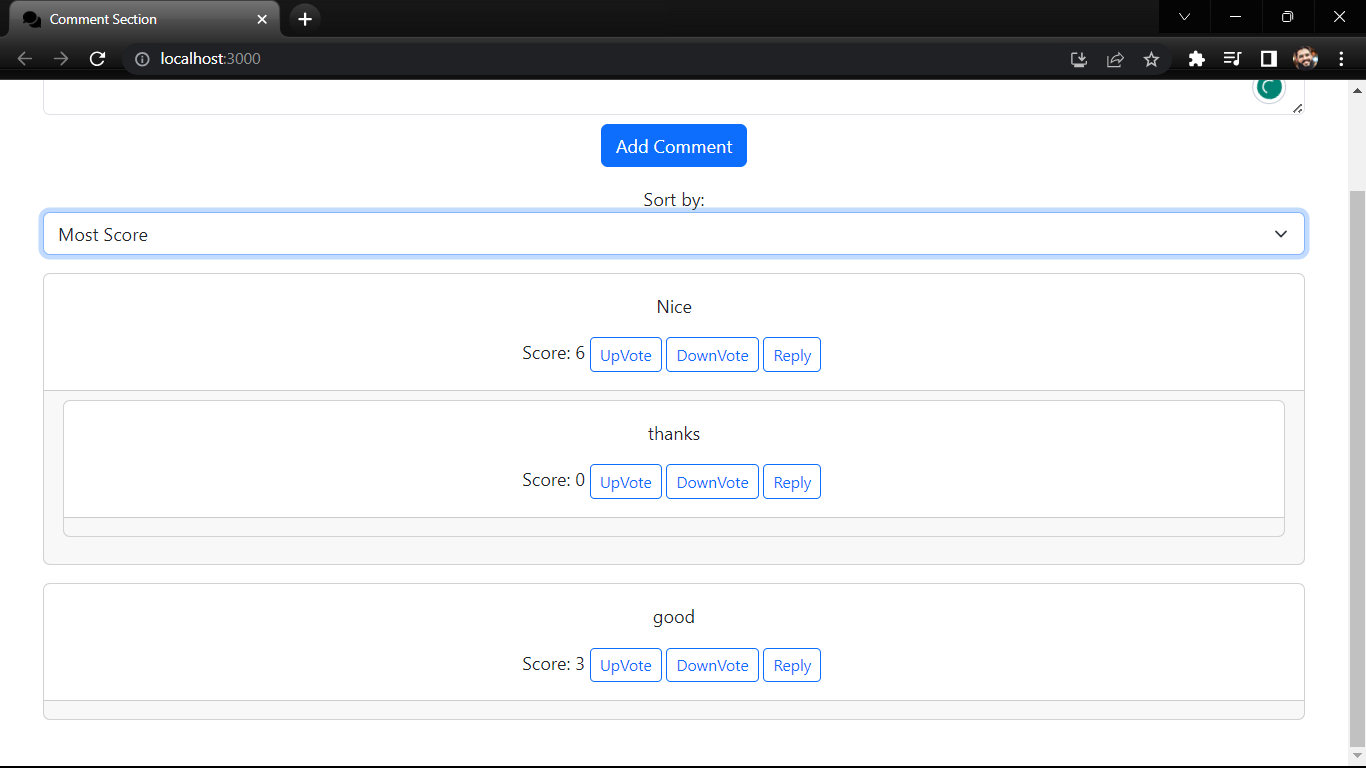 Comment Section
localhost:3000
Add Comment
Sort by:
Most Score
Nice
Score: 6 UpVote DownVote Reply
thanks
Score: 0 UpVote DownVote Reply
good
Score: 3 UpVote DownVote Reply